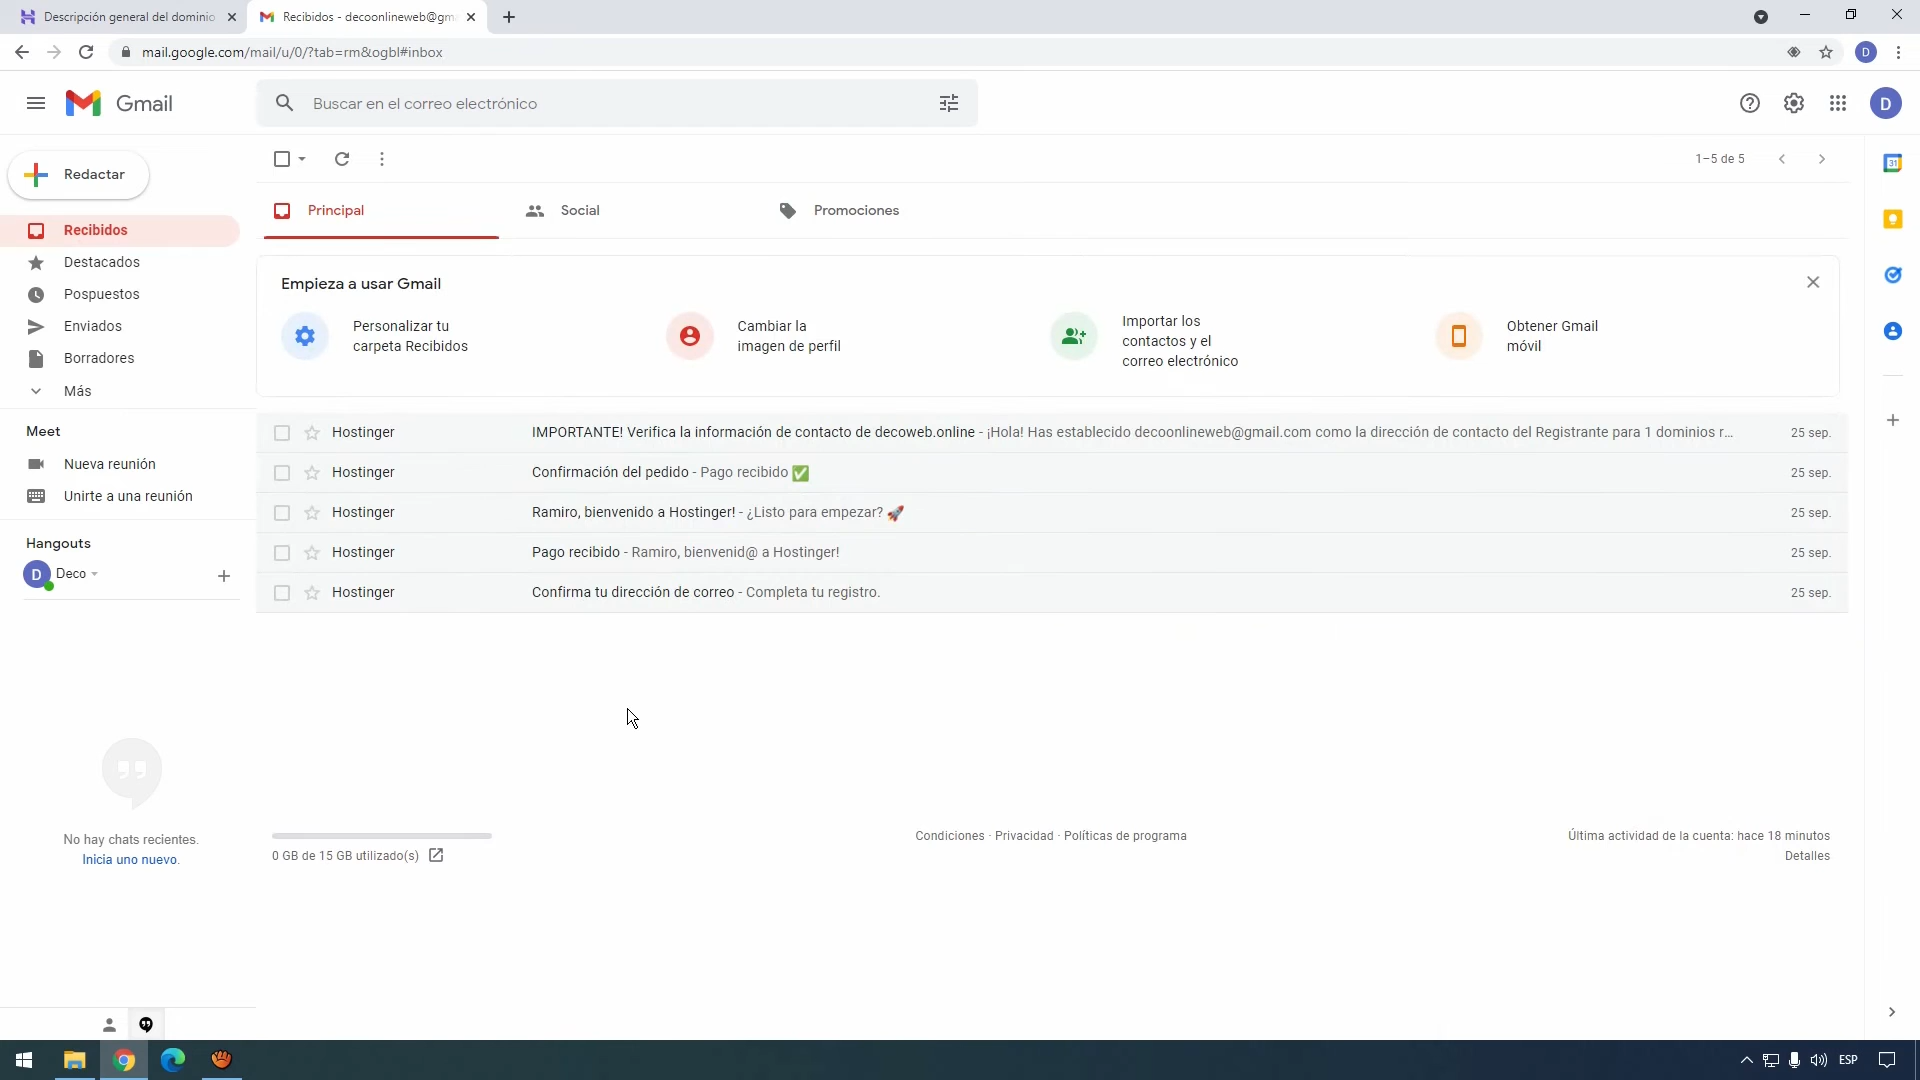 Descripción general del dominio
Recibidos - decoonlineweb@gm
mail.google.com/mail/u/0/?tab=rm&ogbl#inbox
D
Gmail
Buscar en el correo electrónico
D
Redactar
1–5 de 5
31
Recibidos
Destacados
Pospuestos
Enviados
Borradores
Más
Principal
Social
Promociones
Empieza a usar Gmail
Personalizar tu
carpeta Recibidos
Cambiar la
imagen de perfil
Importar los
contactos y el
correo electrónico
Obtener Gmail
móvil
Hostinger IMPORTANTE! Verifica la información de contacto de decoweb.online - ¡Hola! Has establecido decoonlineweb@gmail.com como la dirección de contacto del Registrante para 1 dominios r… 25 sep.
Hostinger Confirmación del pedido - Pago recibido ✅ 25 sep.
Hostinger Ramiro, bienvenido a Hostinger! - ¿Listo para empezar? 🚀 25 sep.
Hostinger Pago recibido - Ramiro, bienvenid@ a Hostinger! 25 sep.
Hostinger Confirma tu dirección de correo - Completa tu registro. 25 sep.
Meet
Nueva reunión
Unirte a una reunión
Hangouts
D Deco
No hay chats recientes.
Inicia uno nuevo.
0 GB de 15 GB utilizado(s)
Condiciones · Privacidad · Políticas de programa
Última actividad de la cuenta: hace 18 minutos
Detalles
ESP